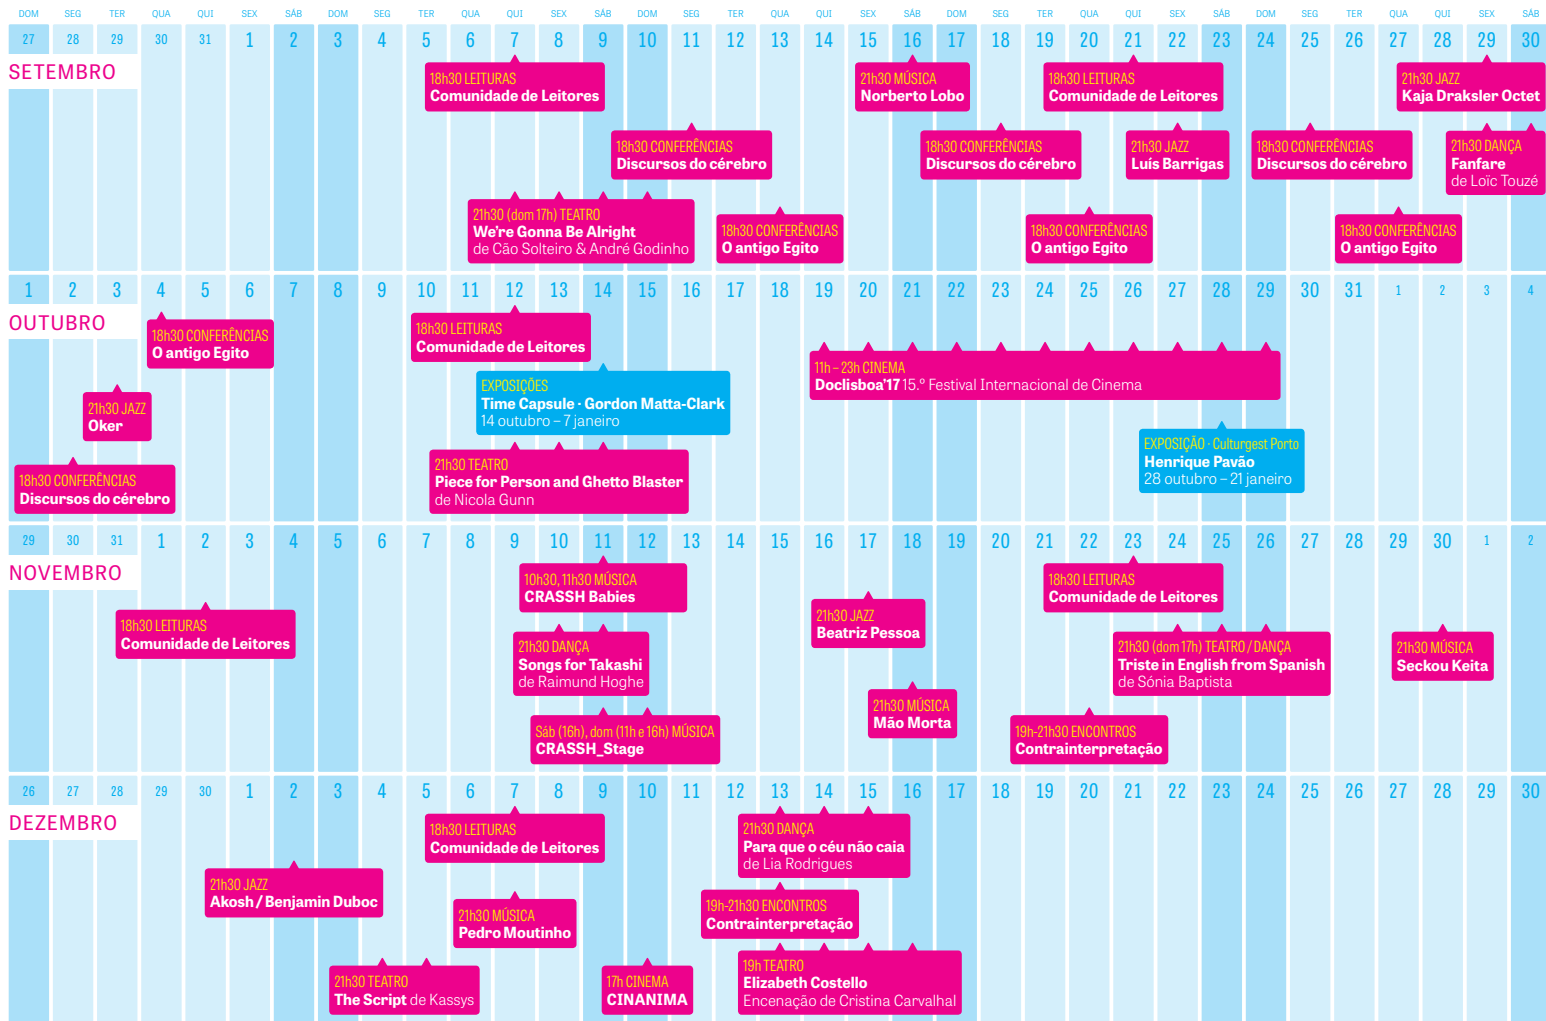 DOM SEG TER QUA QUI SEX SÁB DOM SEG TER QUA QUI SEX SÁB DOM SEG TER QUA QUI SEX SÁB DOM SEG TER QUA QUI SEX SÁB DOM SEG TER QUA QUI SEX SÁB
27 28 29 30 31 1 2 3 4 5 6 7 8 9 10 11 12 13 14 15 16 17 18 19 20 21 22 23 24 25 26 27 28 29 30
SETEMBRO
18h30 LEITURAS
Comunidade de Leitores
21h30 MÚSICA
Norberto Lobo
18h30 LEITURAS
Comunidade de Leitores
21h30 JAZZ
Kaja Draksler Octet
18h30 CONFERÊNCIAS
Discursos do cérebro
18h30 CONFERÊNCIAS
Discursos do cérebro
21h30 JAZZ
Luís Barrigas
18h30 CONFERÊNCIAS
Discursos do cérebro
21h30 DANÇA
Fanfare
de Loïc Touzé
21h30 (dom 17h) TEATRO
We're Gonna Be Alright
de Cão Solteiro & André Godinho
18h30 CONFERÊNCIAS
O antigo Egito
18h30 CONFERÊNCIAS
O antigo Egito
18h30 CONFERÊNCIAS
O antigo Egito
1 2 3 4 5 6 7 8 9 10 11 12 13 14 15 16 17 18 19 20 21 22 23 24 25 26 27 28 29 30 31 1 2 3 4
OUTUBRO
18h30 CONFERÊNCIAS
O antigo Egito
18h30 LEITURAS
Comunidade de Leitores
11h – 23h CINEMA
Doclisboa'17 15.º Festival Internacional de Cinema
EXPOSIÇÕES
Time Capsule · Gordon Matta-Clark
14 outubro – 7 janeiro
21h30 JAZZ
Oker
EXPOSIÇÃO · Culturgest Porto
Henrique Pavão
28 outubro – 21 janeiro
21h30 TEATRO
Piece for Person and Ghetto Blaster
de Nicola Gunn
18h30 CONFERÊNCIAS
Discursos do cérebro
29 30 31 1 2 3 4 5 6 7 8 9 10 11 12 13 14 15 16 17 18 19 20 21 22 23 24 25 26 27 28 29 30 1 2
NOVEMBRO
10h30, 11h30 MÚSICA
CRASSH Babies
18h30 LEITURAS
Comunidade de Leitores
21h30 JAZZ
Beatriz Pessoa
18h30 LEITURAS
Comunidade de Leitores
21h30 DANÇA
Songs for Takashi
de Raimund Hoghe
21h30 (dom 17h) TEATRO / DANÇA
Triste in English from Spanish
de Sónia Baptista
21h30 MÚSICA
Seckou Keita
21h30 MÚSICA
Mão Morta
Sáb (16h), dom (11h e 16h) MÚSICA
CRASSH_Stage
19h-21h30 ENCONTROS
Contrainterpretação
26 27 28 29 30 1 2 3 4 5 6 7 8 9 10 11 12 13 14 15 16 17 18 19 20 21 22 23 24 25 26 27 28 29 30
DEZEMBRO
18h30 LEITURAS
Comunidade de Leitores
21h30 DANÇA
Para que o céu não caia
de Lia Rodrigues
21h30 JAZZ
Akosh / Benjamin Duboc
21h30 MÚSICA
Pedro Moutinho
19h-21h30 ENCONTROS
Contrainterpretação
21h30 TEATRO
The Script de Kassys
17h CINEMA
CINANIMA
19h TEATRO
Elizabeth Costello
Encenação de Cristina Carvalhal